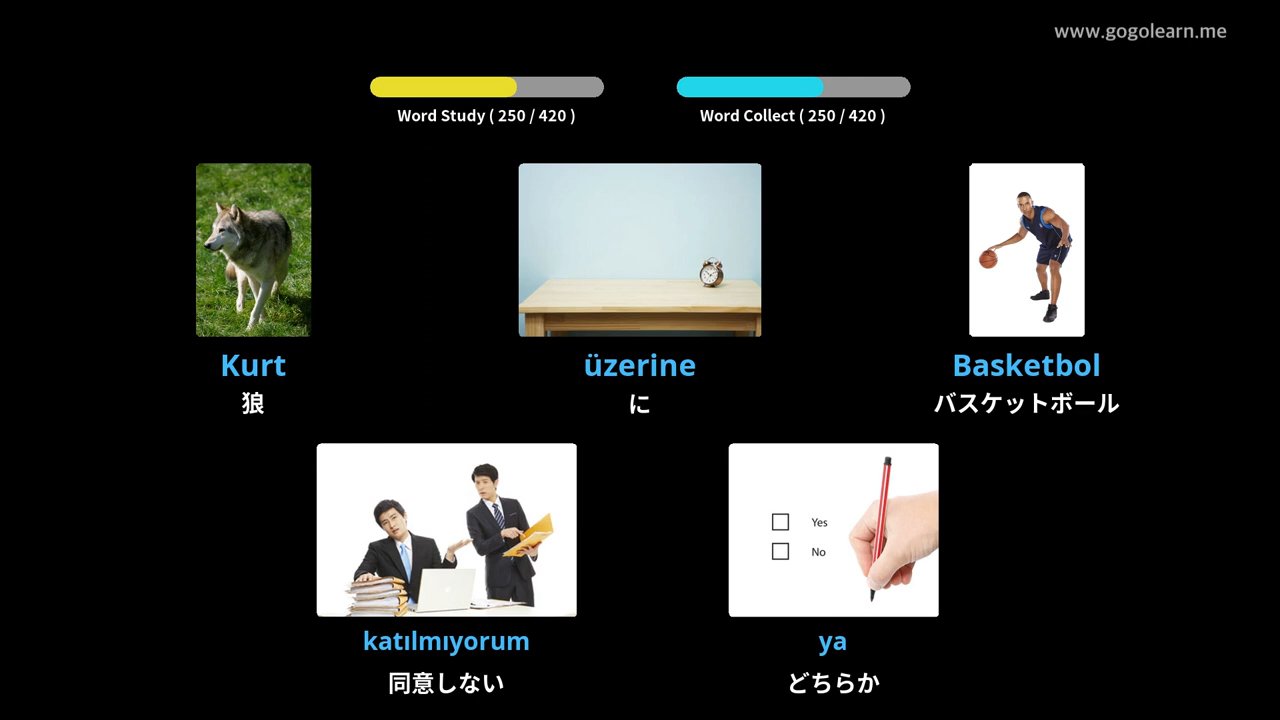 www.gogolearn.me
Word Study ( 250 / 420 )
Word Collect ( 250 / 420 )
Kurt
狼
üzerine
に
Basketbol
バスケットボール
katılmıyorum
同意しない
Yes
No
ya
どちらか